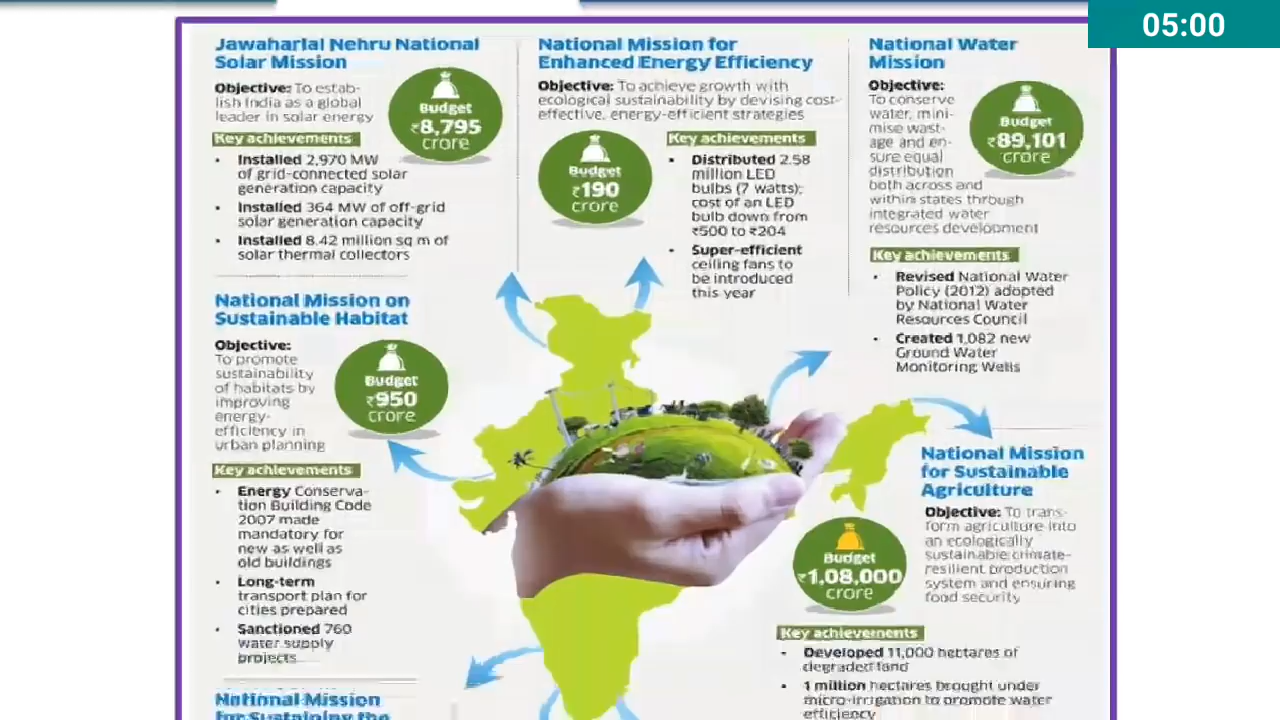 05:00
Jawaharlal Nehru National
Solar Mission
Objective: To estab-
lish India as a global
leader in solar energy
Budget
₹8,795
crore
Key achievements
• Installed 2,970 MW
of grid-connected solar
generation capacity
• Installed 364 MW of off-grid
solar generation capacity
• Installed 8.42 million sq m of
solar thermal collectors
National Mission for
Enhanced Energy Efficiency
Objective: To achieve growth with
ecological sustainability by devising cost-
effective, energy-efficient strategies
Budget
₹190
crore
Key achievements
• Distributed 2.58
million LED
bulbs (7 watts);
cost of an LED
bulb down from
₹500 to ₹204
• Super-efficient
ceiling fans to
be introduced
this year
National Water
Mission
Objective:
To conserve
water, mini-
mise wast-
age and en-
sure equal
distribution
both across and
within states through
integrated water
resources development
Budget
₹89,101
crore
Key achievements
• Revised National Water
Policy (2012) adopted
by National Water
Resources Council
• Created 1,082 new
Ground Water
Monitoring Wells
National Mission on
Sustainable Habitat
Objective:
To promote
sustainability
of habitats by
improving
energy-
efficiency in
urban planning
Budget
₹950
crore
Key achievements
• Energy Conserva-
tion Building Code
2007 made
mandatory for
new as well as
old buildings
• Long-term
transport plan for
cities prepared
• Sanctioned 760
water supply
projects
National Mission
for Sustainable
Agriculture
Objective: To trans-
form agriculture into
an ecologically
sustainable climate-
resilient production
system and ensuring
food security
Budget
₹1,08,000
crore
Key achievements
• Developed 11,000 hectares of
degraded land
• 1 million hectares brought under
micro-irrigation to promote water
efficiency
National Mission
for Sustaining the